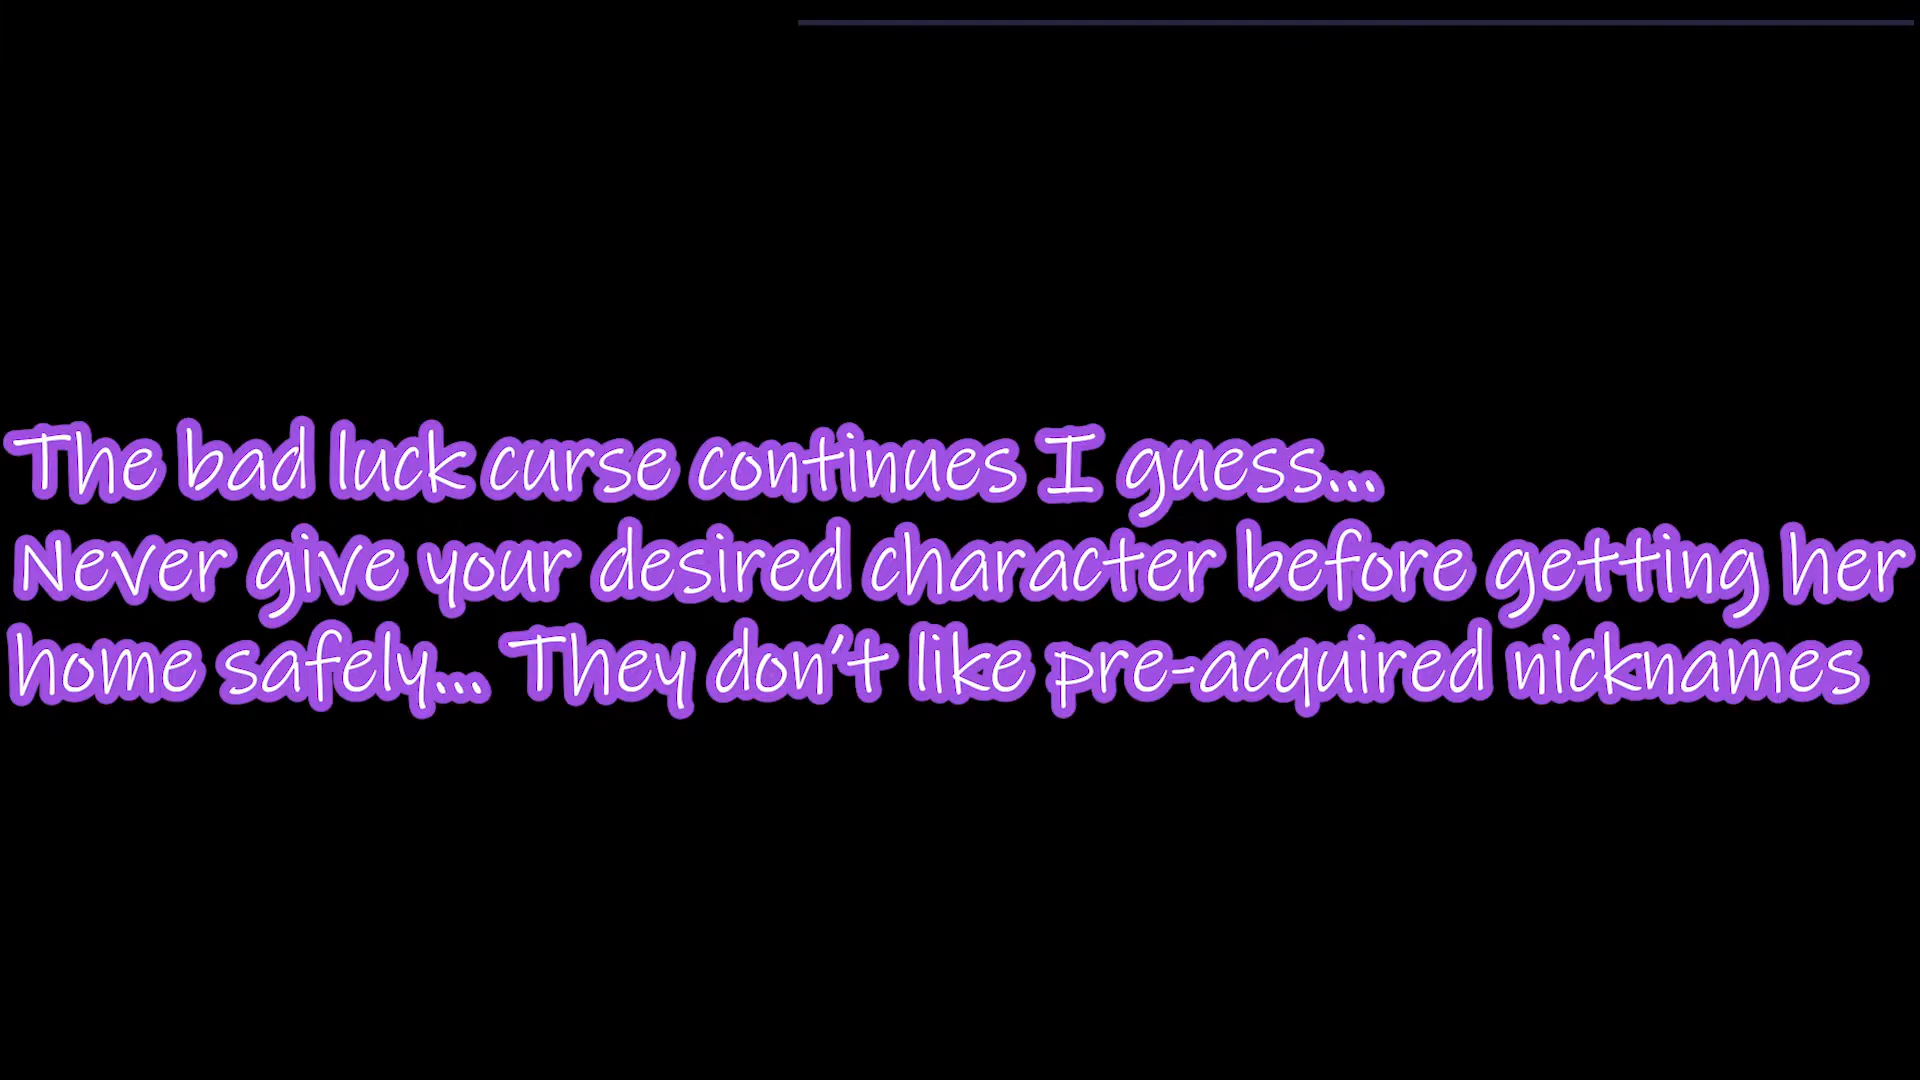 The bad luck curse continues I guess...
Never give your desired character before getting her
home safely... They don't like pre-acquired nicknames